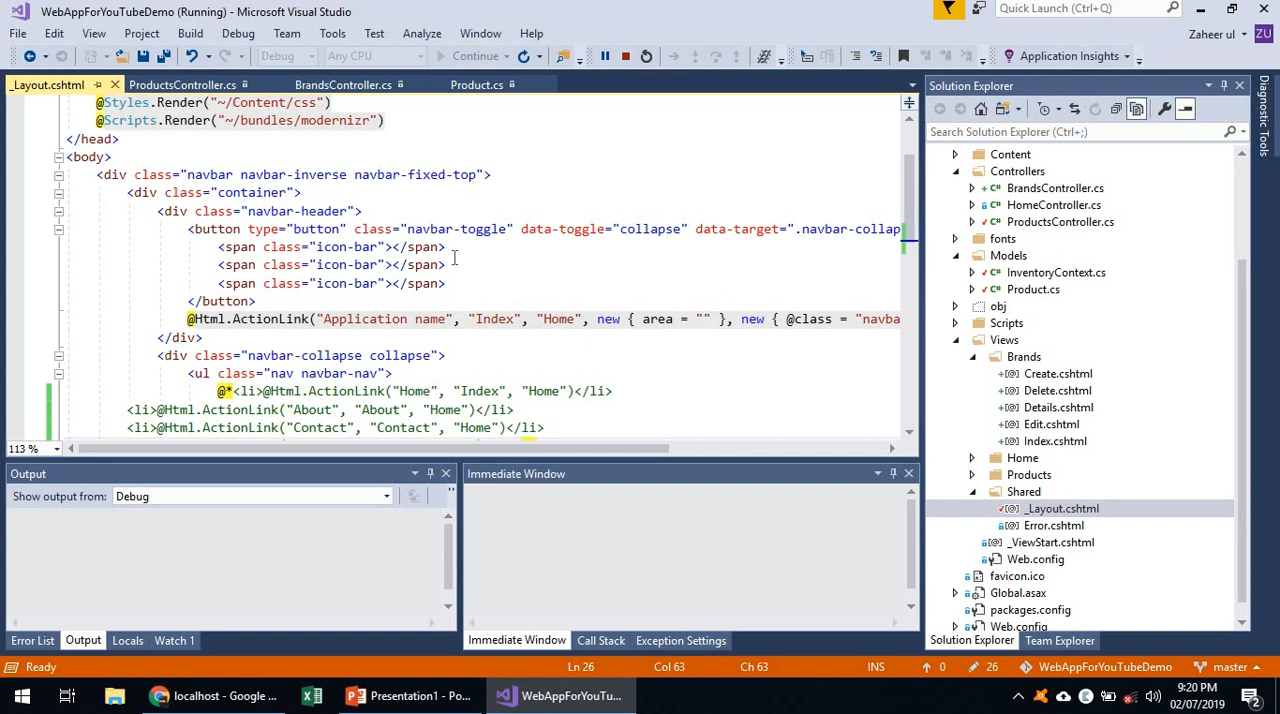 WebAppForYouTubeDemo (Running) - Microsoft Visual Studio
Quick Launch (Ctrl+;)
File Edit View Project Build Debug Team Tools Test Analyze Window Help
Zaheer ul ZU
Debug Any CPU Continue Application Insights
_Layout.cshtml ProductsController.cs BrandsController.cs Product.cs
@Styles.Render("~/Content/css")
@Scripts.Render("~/bundles/modernizr")
</head>
<body>
<div class="navbar navbar-inverse navbar-fixed-top">
<div class="container">
<div class="navbar-header">
<button type="button" class="navbar-toggle" data-toggle="collapse" data-target=".navbar-collap
<span class="icon-bar"></span>
<span class="icon-bar"></span>
<span class="icon-bar"></span>
</button>
@Html.ActionLink("Application name", "Index", "Home", new { area = "" }, new { @class = "navba
</div>
<div class="navbar-collapse collapse">
<ul class="nav navbar-nav">
@*<li>@Html.ActionLink("Home", "Index", "Home")</li>
<li>@Html.ActionLink("About", "About", "Home")</li>
<li>@Html.ActionLink("Contact", "Contact", "Home")</li>
113 %
Output
Show output from: Debug
Error List Output Locals Watch 1
Immediate Window
Immediate Window Call Stack Exception Settings
Solution Explorer
Search Solution Explorer (Ctrl+;)
Content
Controllers
BrandsController.cs
HomeController.cs
ProductsController.cs
fonts
Models
InventoryContext.cs
Product.cs
obj
Scripts
Views
Brands
Create.cshtml
Delete.cshtml
Details.cshtml
Edit.cshtml
Index.cshtml
Home
Products
Shared
_Layout.cshtml
Error.cshtml
_ViewStart.cshtml
Web.config
favicon.ico
Global.asax
packages.config
Web.config
Solution Explorer Team Explorer
Diagnostic Tools
Ready Ln 26 Col 63 Ch 63 INS 0 26 WebAppForYouTubeDemo master
localhost - Google ... Presentation1 - Po... WebAppForYouTu...
9:20 PM
02/07/2019
2